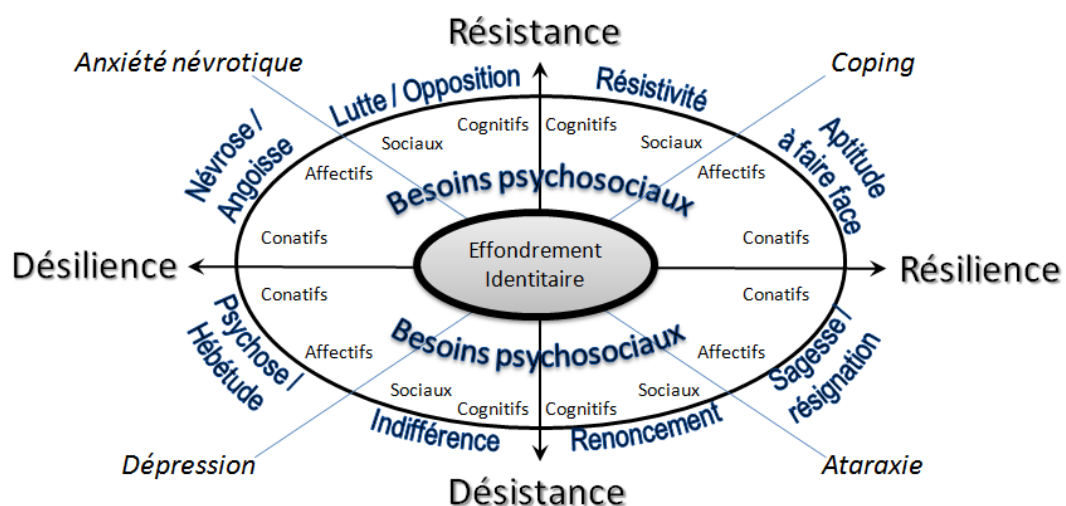 Résistance
Anxiété névrotique
Coping
Lutte / Opposition
Résistivité
Névrose /
Angoisse
Aptitude
à faire face
Cognitifs
Cognitifs
Sociaux
Sociaux
Affectifs
Affectifs
Besoins psychosociaux
Conatifs
Conatifs
Effondrement
Identitaire
Désilience
Résilience
Conatifs
Conatifs
Besoins psychosociaux
Affectifs
Affectifs
Sociaux
Sociaux
Cognitifs
Cognitifs
Psychose /
Hébétude
Sagesse /
résignation
Indifférence
Renoncement
Dépression
Ataraxie
Désistance